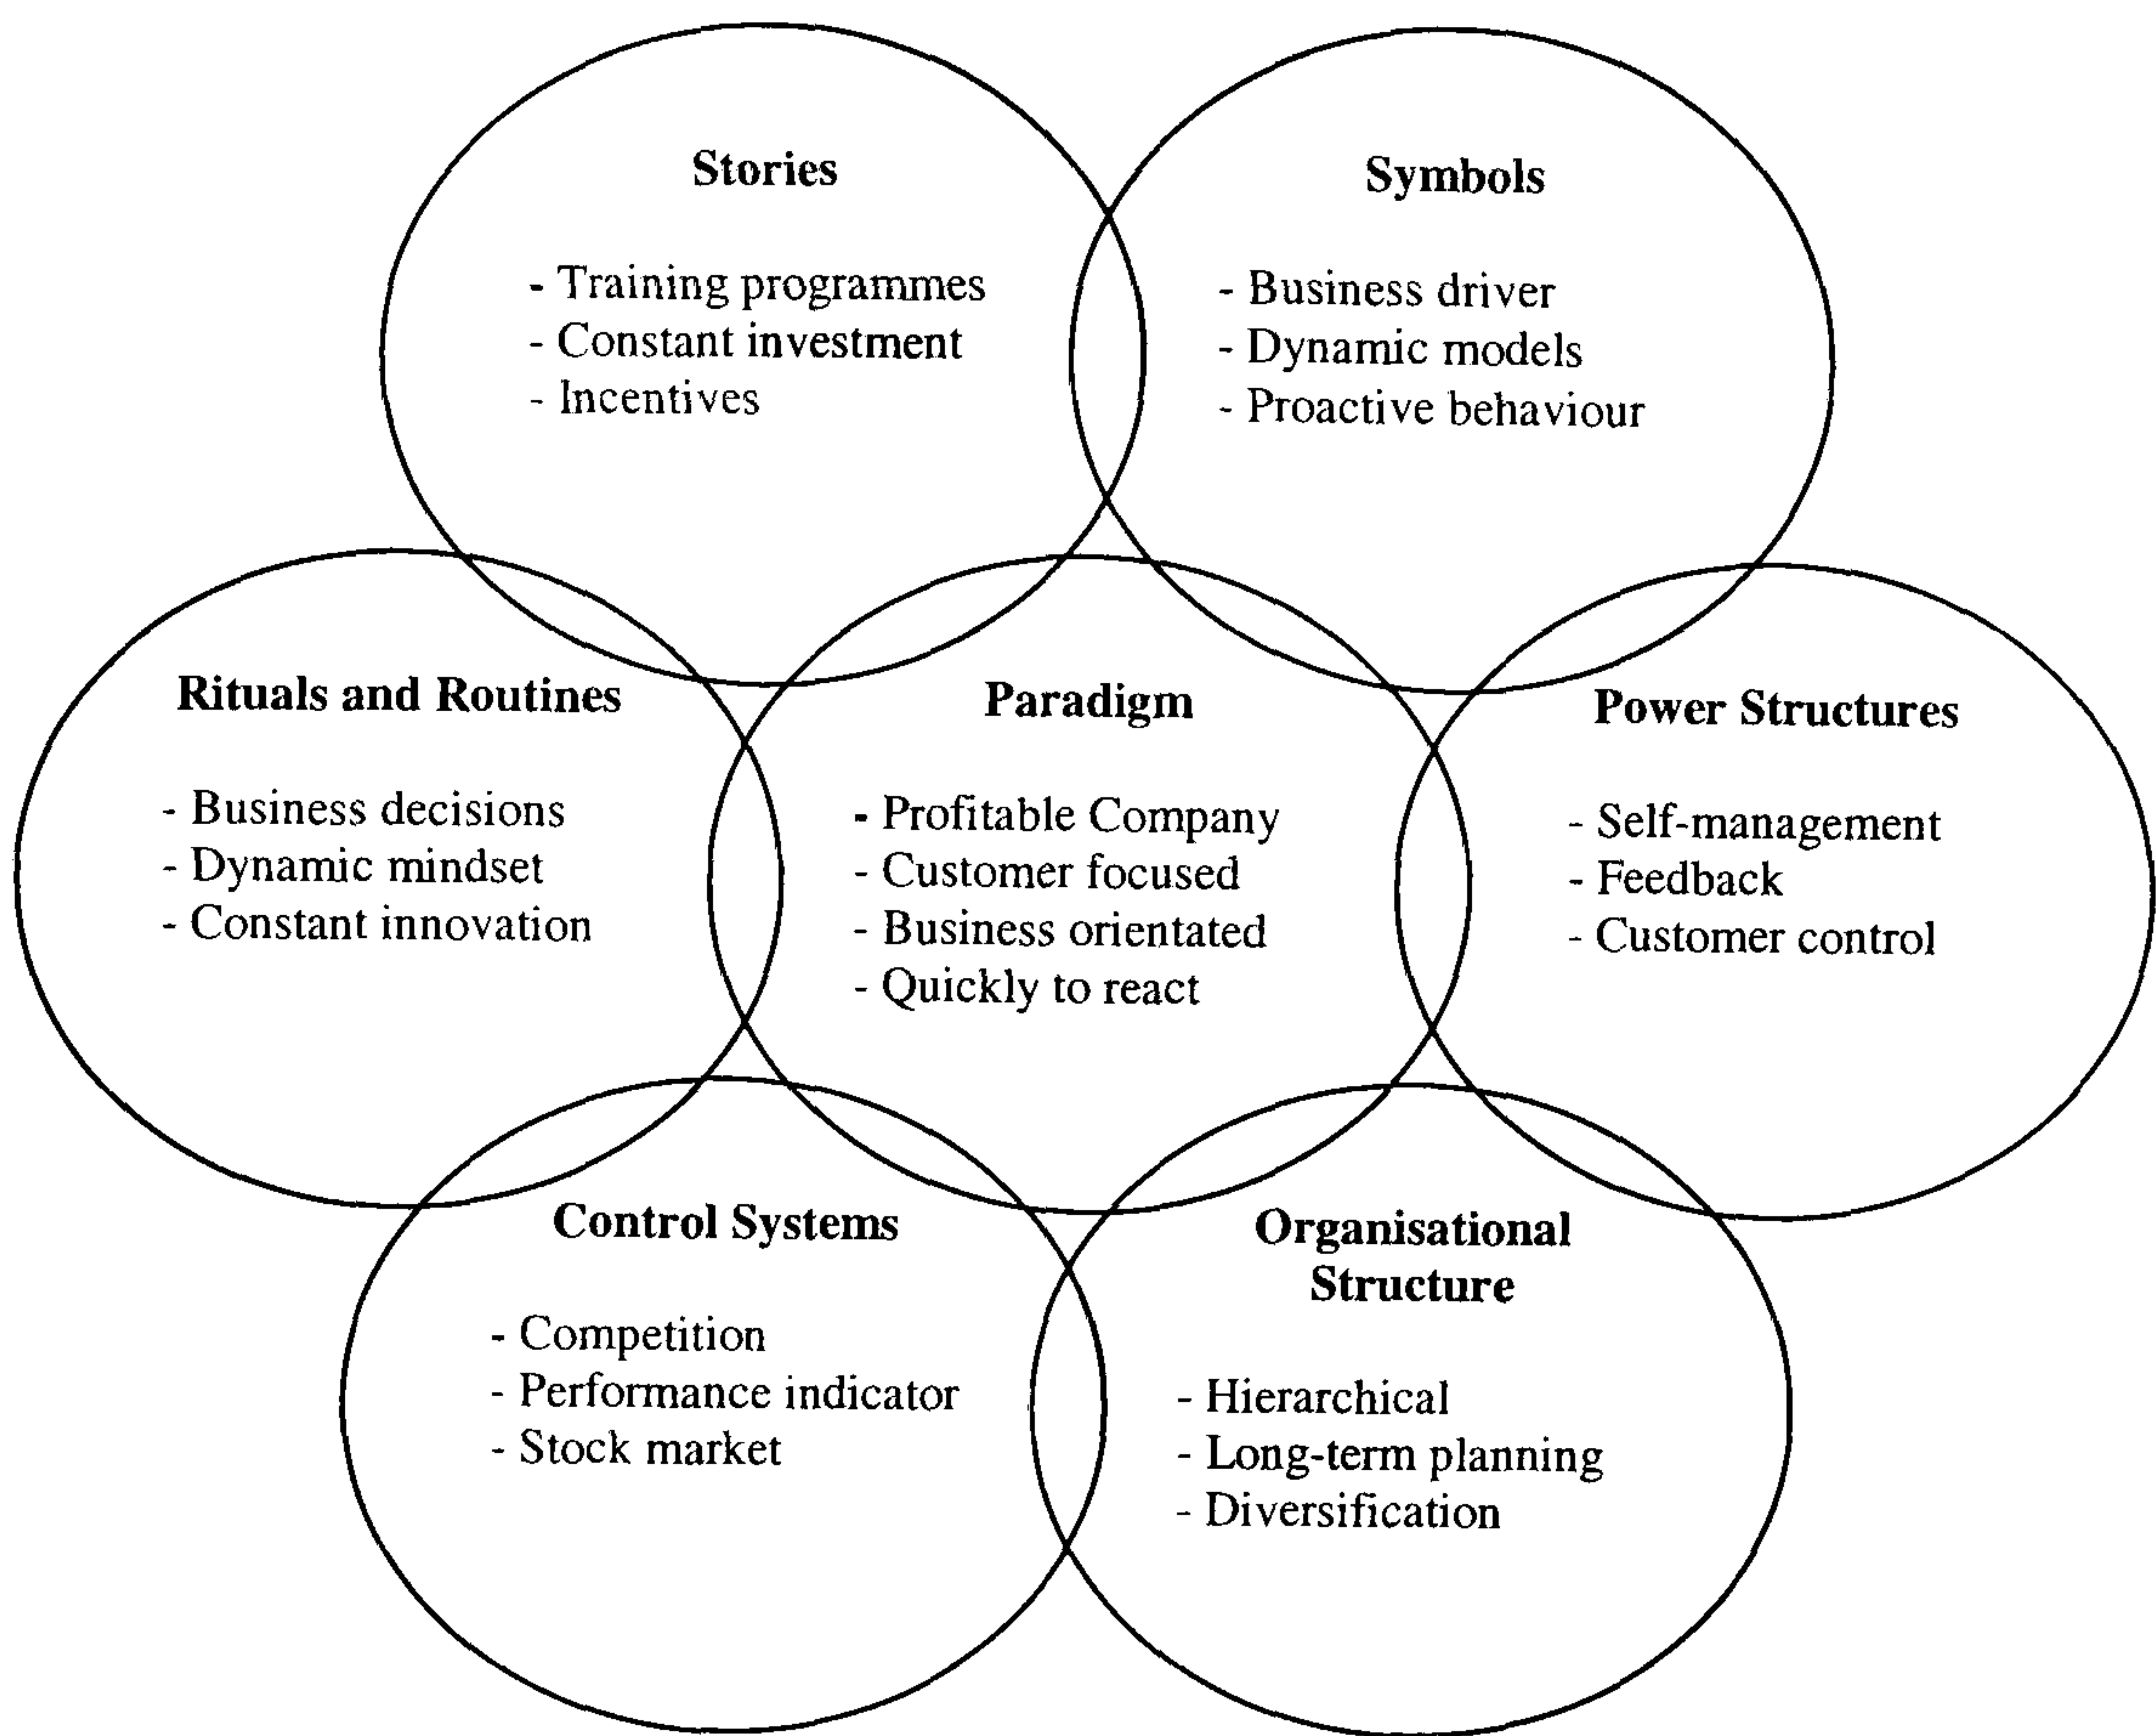 Stories
- Training programmes
- Constant investment
- Incentives
Symbols
- Business driver
- Dynamic models
- Proactive behaviour
Rituals and Routines
- Business decisions
- Dynamic mindset
- Constant innovation
Paradigm
- Profitable Company
- Customer focused
- Business orientated
- Quickly to react
Power Structures
- Self-management
- Feedback
- Customer control
Control Systems
- Competition
- Performance indicator
- Stock market
Organisational
Structure
- Hierarchical
- Long-term planning
- Diversification